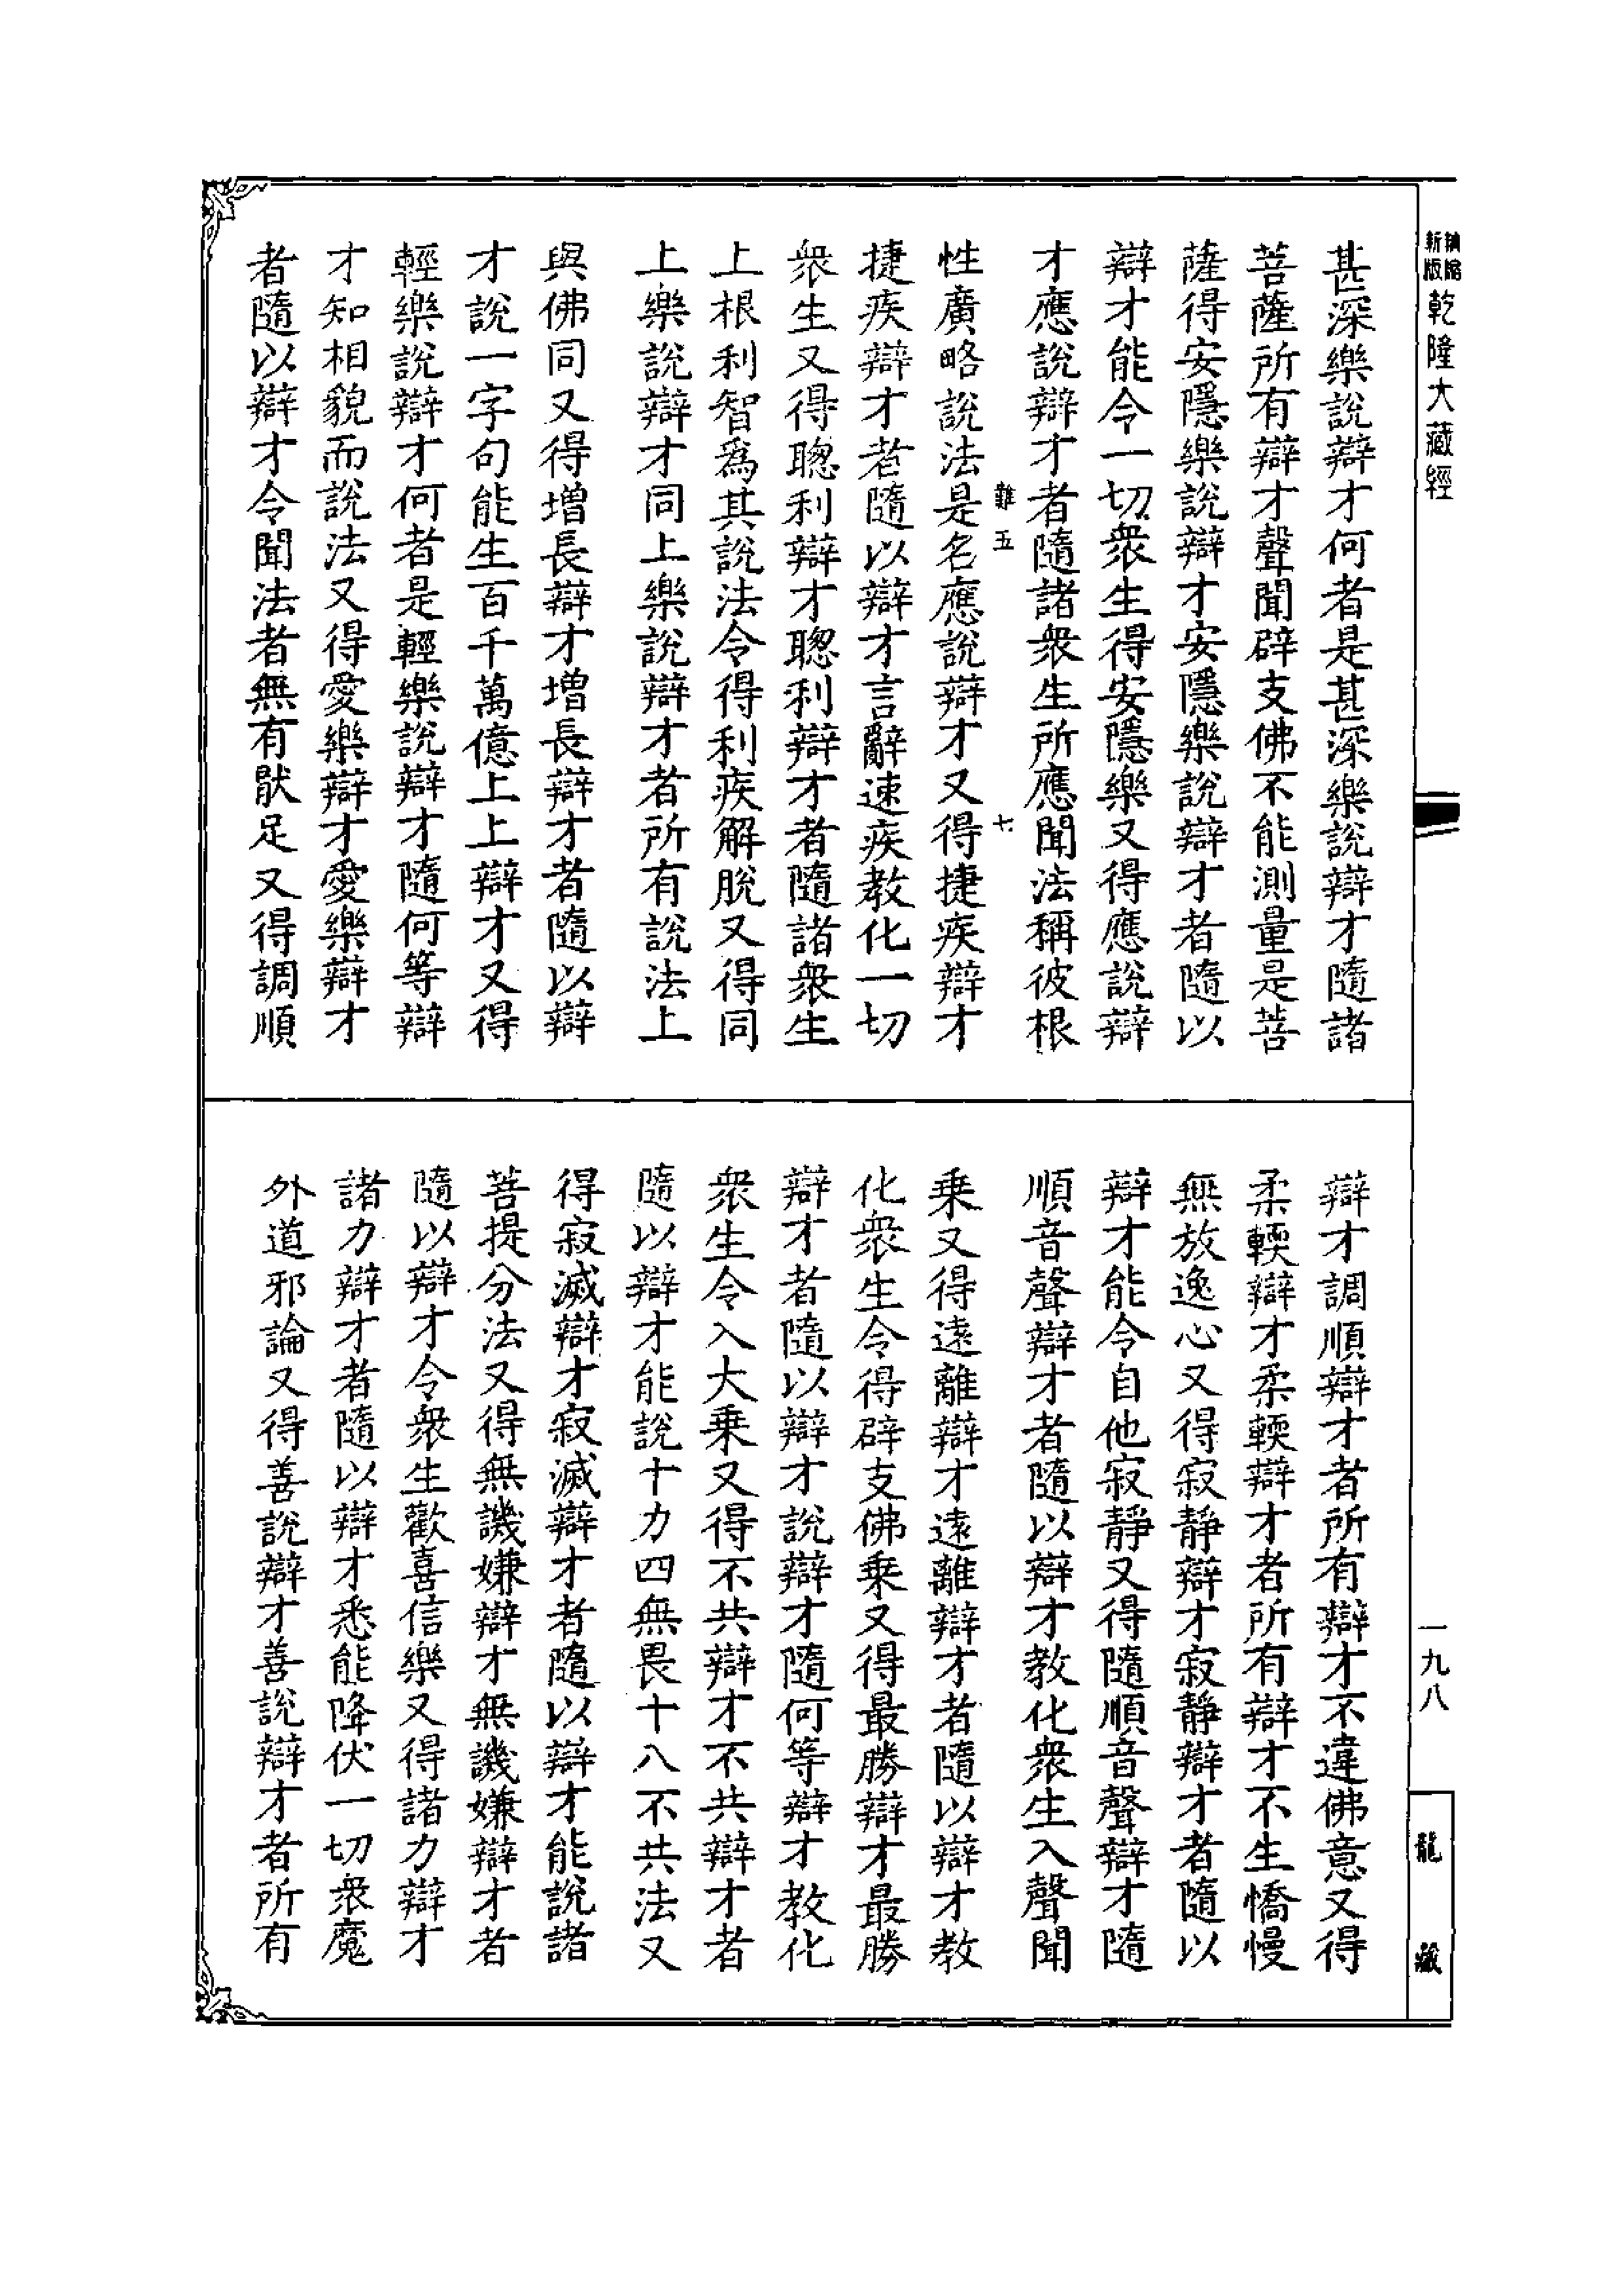 新版
縮
乾隆大藏經
甚深樂說辯才何者是甚深樂說辯才隨諸
菩薩所有辯才聲聞辟支佛不能測量是菩
薩得安隱樂說辯才安隱樂說辯才者隨以
辯才能令一切衆生得安隱樂又得應說辯
才應說辯才者隨諸衆生所應聞法稱彼根
難五
七
性廣略說法是名應說辯才又得捷疾辯才
捷疾辯才者隨以辯才言辭速疾教化一切
衆生又得聰利辯才聰利辯才者隨諸衆生
上根利智爲其說法令得利疾解脫又得同
上樂說辯才同上樂說辯才者所有說法上
與佛同又得增長辯才增長辯才者隨以辯
才說一字句能生百千萬億上上辯才又得
輕樂說辯才何者是輕樂說辯才隨何等辯
才知相貌而說法又得愛樂辯才愛樂辯才
者隨以辯才令聞法者無有猒足又得調順
辯才調順辯才者所有辯才不違佛意又得
柔輭辯才柔輭辯才者所有辯才不生憍慢
無放逸心又得寂靜辯才寂靜辯才者隨以
辯才能令自他寂靜又得隨順音聲辯才隨
順音聲辯才者隨以辯才教化衆生入聲聞
乗又得遠離辯才遠離辯才者隨以辯才教
化衆生令得辟支佛乗又得最勝辯才最勝
辯才者隨以辯才說辯才隨何等辯才教化
衆生令入大乗又得不共辯才不共辯才者
隨以辯才能說十力四無畏十八不共法又
得寂滅辯才寂滅辯才者隨以辯才能說諸
菩提分法又得無譏嫌辯才無譏嫌辯才者
隨以辯才令衆生歡喜信樂又得諸力辯才
諸力辯才者隨以辯才悉能降伏一切衆魔
外道邪論又得善說辯才善說辯才者所有
一九八
龍藏